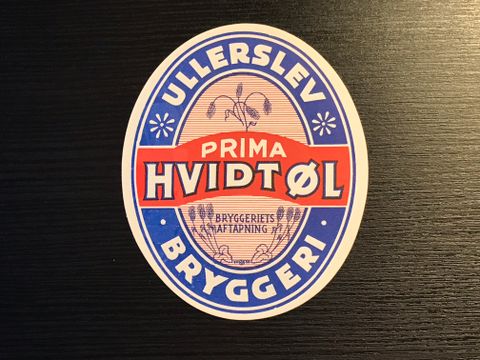 ULLERSLEV
PRIMA
HVIDTØL
BRYGGERIETS
AFTAPNING
BRYGGERI